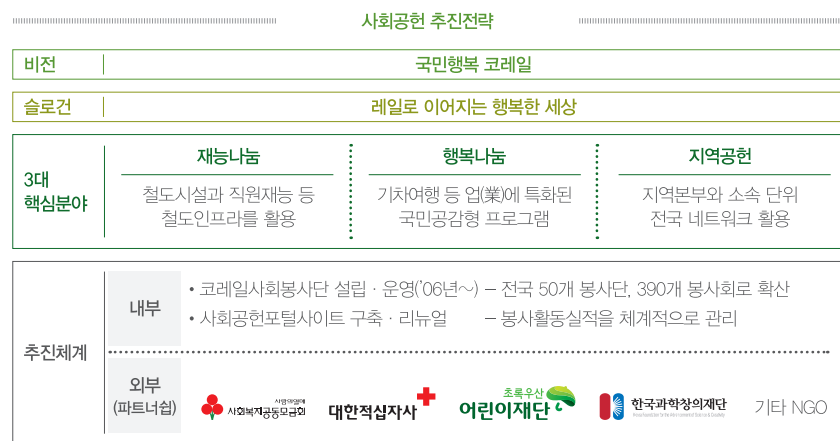 사회공헌 추진전략
비전
국민행복 코레일
슬로건
레일로 이어지는 행복한 세상
3대
핵심분야
재능나눔
철도시설과 직원재능 등
철도인프라를 활용
행복나눔
기차여행 등 업(業)에 특화된
국민공감형 프로그램
지역공헌
지역본부와 소속 단위
전국 네트워크 활용
추진체계
내부
• 코레일사회봉사단 설립 · 운영('06년~) – 전국 50개 봉사단, 390개 봉사회로 확산
• 사회공헌포털사이트 구축 · 리뉴얼 – 봉사활동실적을 체계적으로 관리
외부
(파트너쉽)
사랑의열매
사회복지공동모금회
대한적십자사
초록우산
어린이재단
한국과학창의재단
기타 NGO